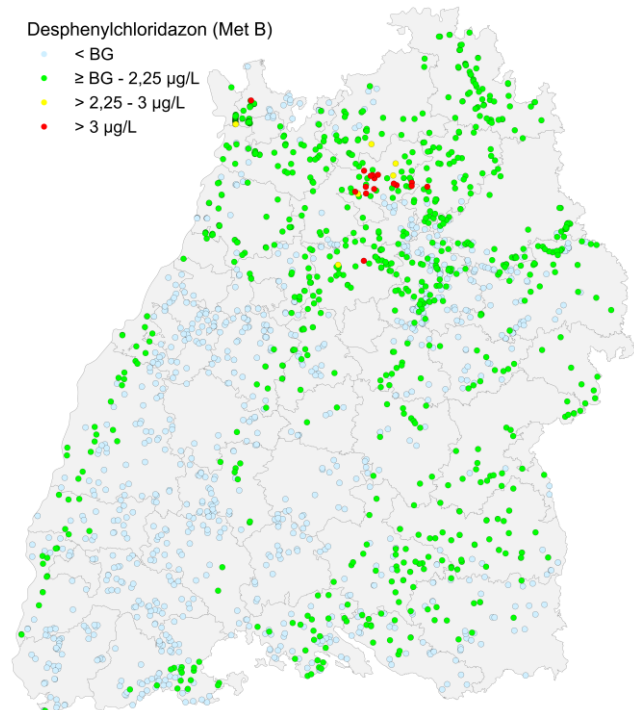 Desphenylchloridazon (Met B)
< BG
≥ BG - 2,25 µg/L
> 2,25 - 3 µg/L
> 3 µg/L